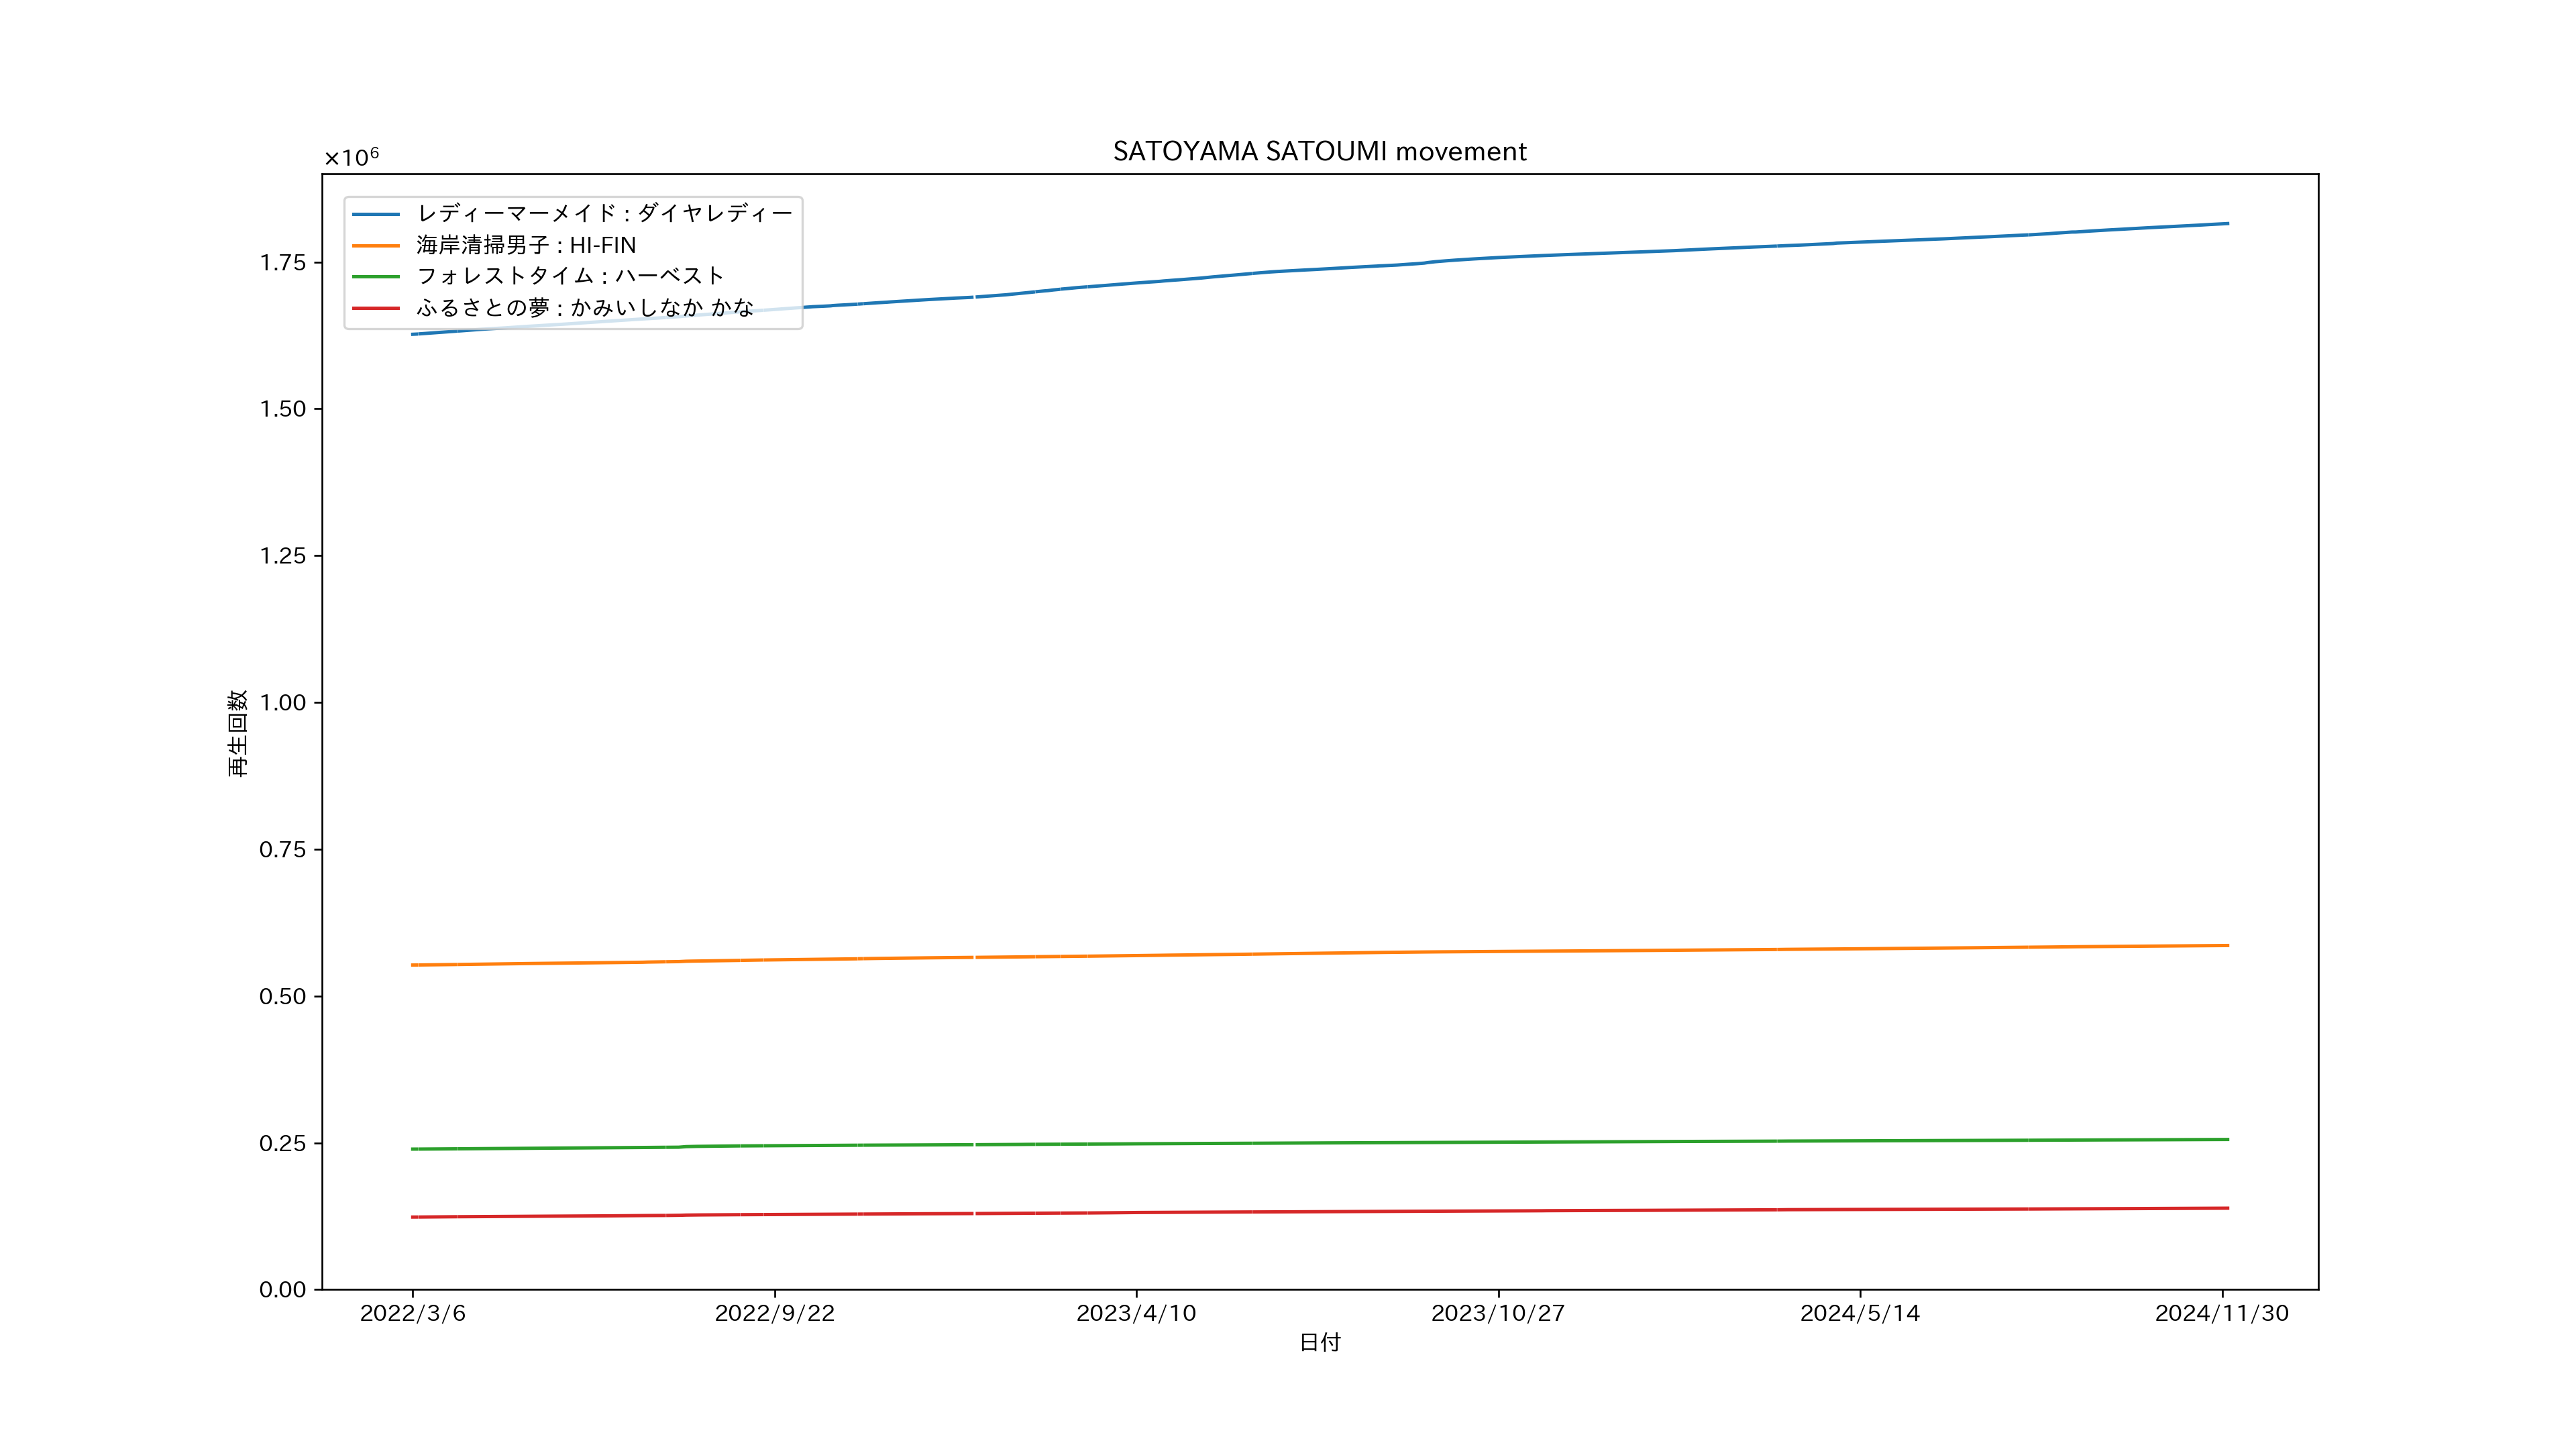 SATOYAMA SATOUMI movement
×10⁶
レディーマーメイド : ダイヤレディー
海岸清掃男子 : HI-FIN
フォレストタイム : ハーベスト
ふるさとの夢 : かみいしなか かな
1.75
1.50
1.25
1.00
0.75
0.50
0.25
0.00
再生回数
2022/3/6
2022/9/22
2023/4/10
2023/10/27
2024/5/14
2024/11/30
日付